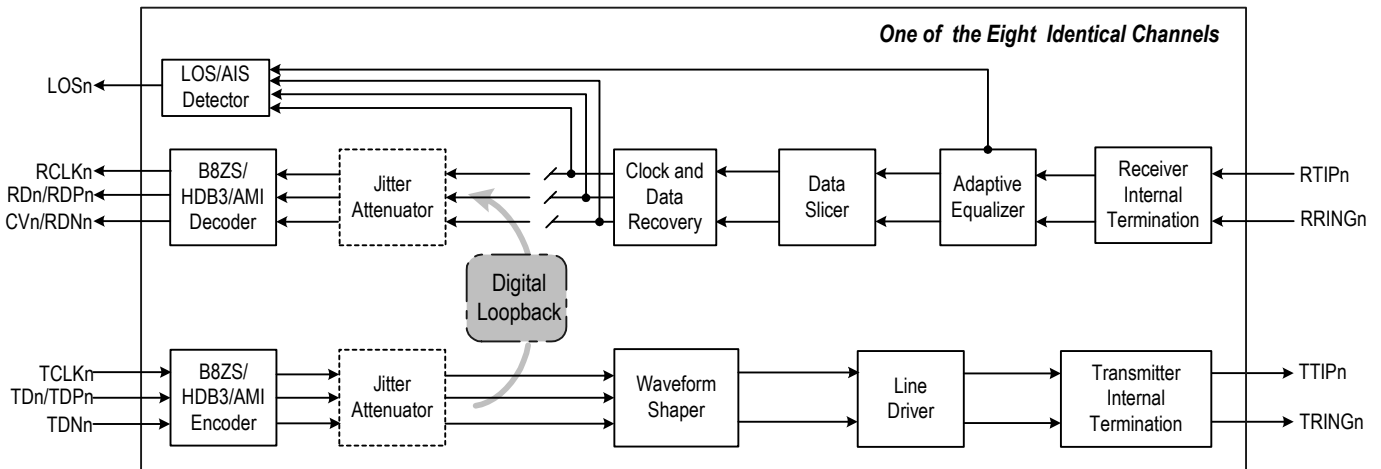 One of the Eight Identical Channels
LOSn
LOS/AIS
Detector
RCLKn
RDn/RDPn
CVn/RDNn
B8ZS/
HDB3/AMI
Decoder
Jitter
Attenuator
Clock and
Data
Recovery
Data
Slicer
Adaptive
Equalizer
Receiver
Internal
Termination
RTIPn
RRINGn
Digital
Loopback
TCLKn
TDn/TDPn
TDNn
B8ZS/
HDB3/AMI
Encoder
Jitter
Attenuator
Waveform
Shaper
Line
Driver
Transmitter
Internal
Termination
TTIPn
TRINGn